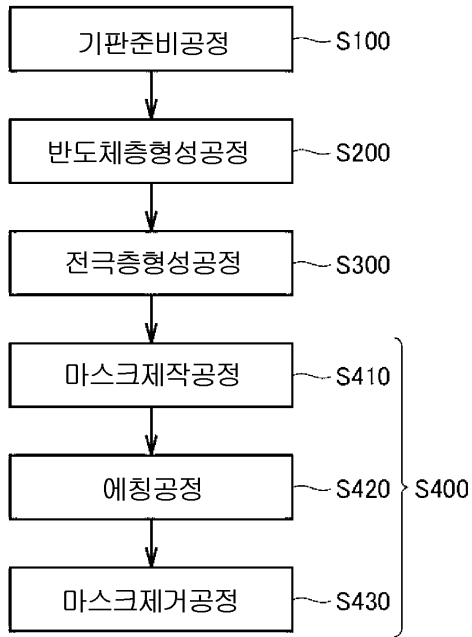 기판준비공정 S100
반도체층형성공정 S200
전극층형성공정 S300
마스크제작공정 S410
에칭공정 S420
S400
마스크제거공정 S430